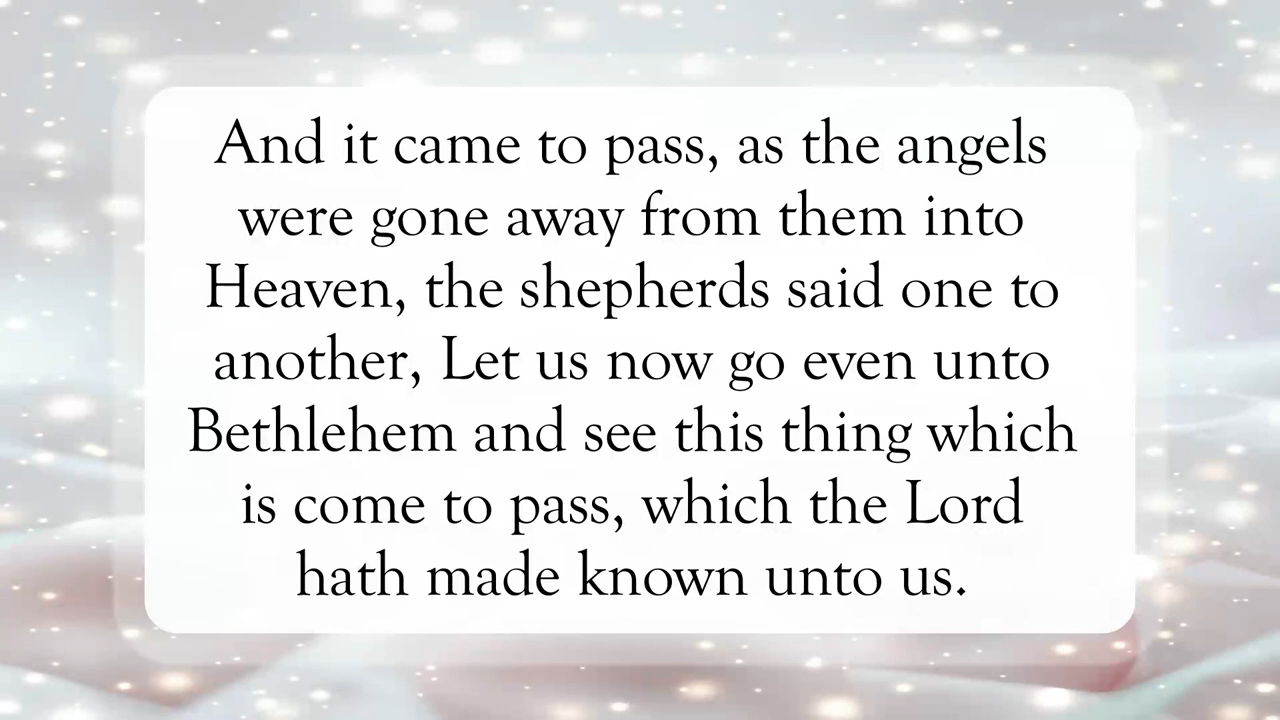 And it came to pass, as the angels
were gone away from them into
Heaven, the shepherds said one to
another, Let us now go even unto
Bethlehem and see this thing which
is come to pass, which the Lord
hath made known unto us.